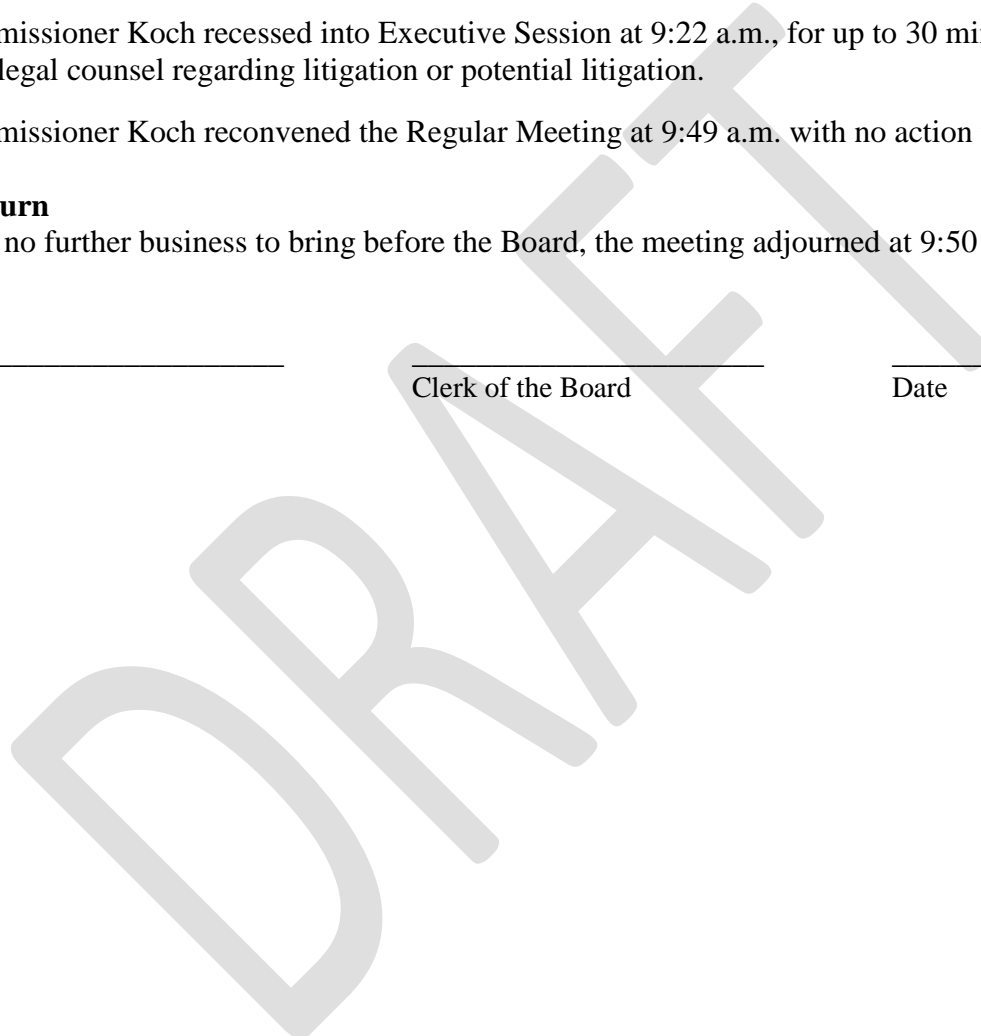 missioner Koch recessed into Executive Session at 9:22 a.m., for up to 30 mi
legal counsel regarding litigation or potential litigation.
missioner Koch reconvened the Regular Meeting at 9:49 a.m. with no action
urn
no further business to bring before the Board, the meeting adjourned at 9:50
Clerk of the Board Date
DRAFT